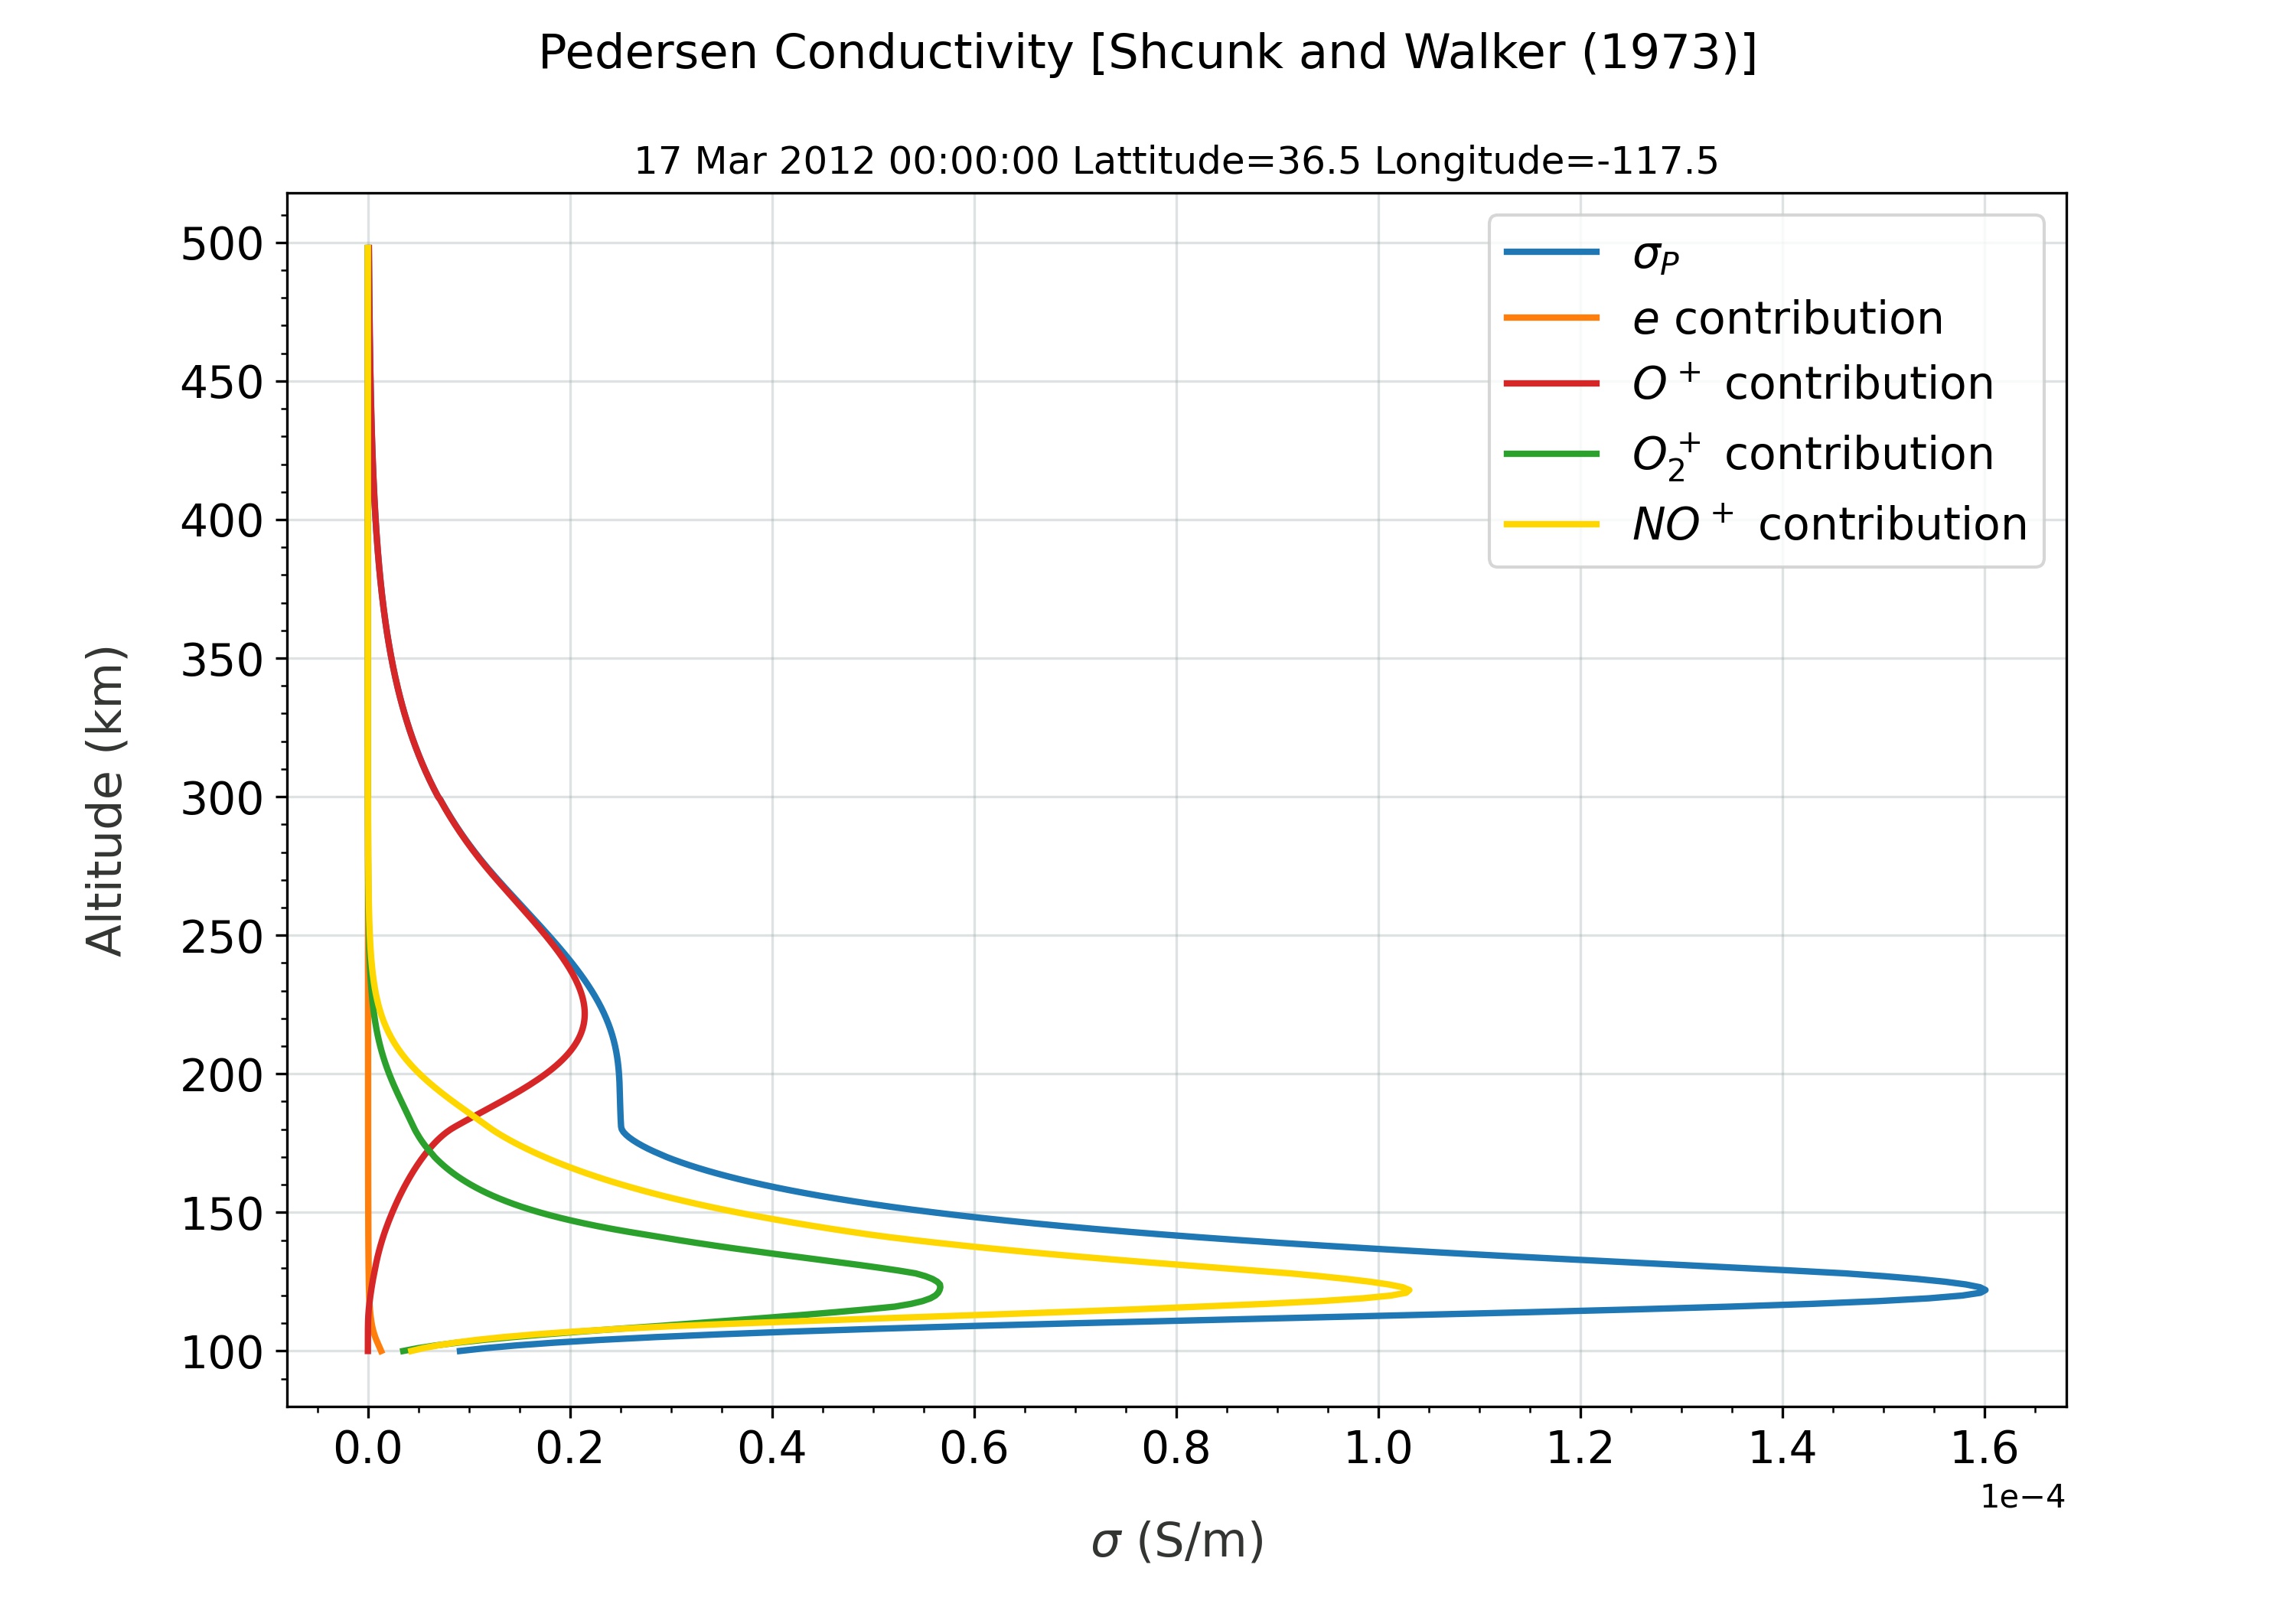 Pedersen Conductivity [Shcunk and Walker (1973)]
17 Mar 2012 00:00:00 Lattitude=36.5 Longitude=-117.5
σ_P
e contribution
O⁺ contribution
O₂⁺ contribution
NO⁺ contribution
500
450
400
350
300
250
200
150
100
Altitude (km)
0.0 0.2 0.4 0.6 0.8 1.0 1.2 1.4 1.6
1e−4
σ (S/m)